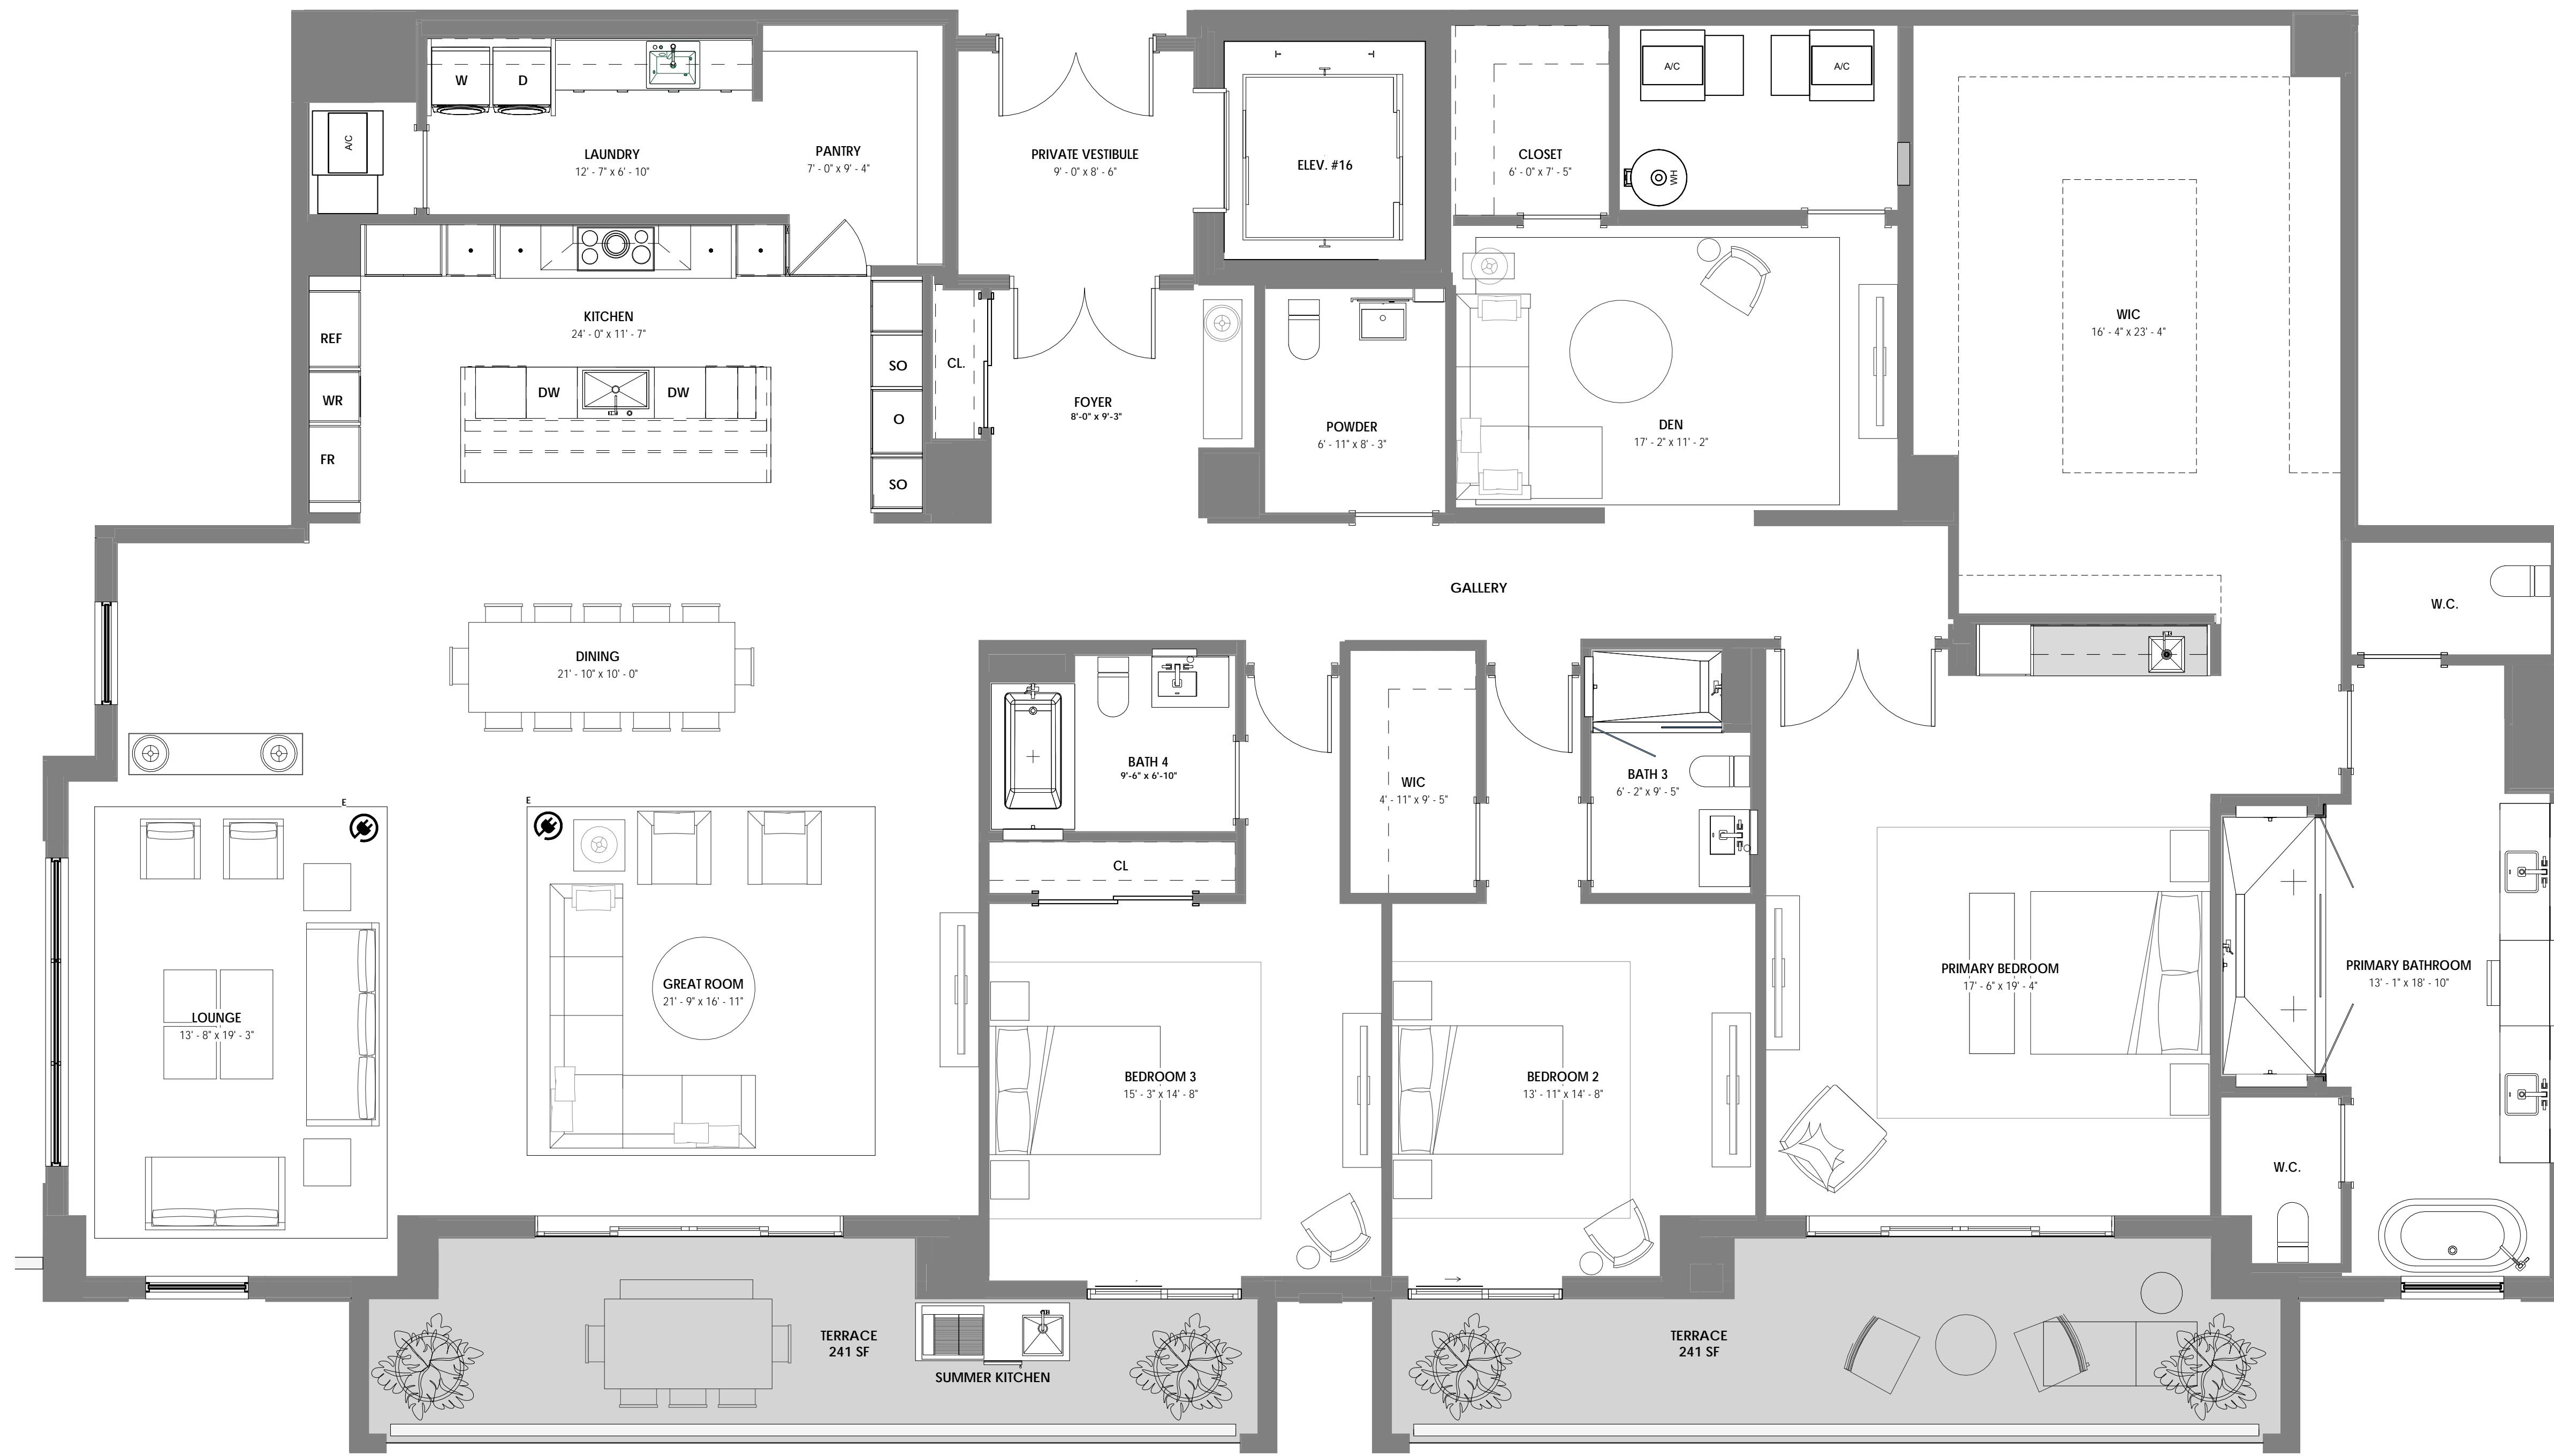 W
D
A/C
LAUNDRY
12' - 7" x 6' - 10"
PANTRY
7' - 0" x 9' - 4"
PRIVATE VESTIBULE
9' - 0" x 8' - 6"
ELEV. #16
CLOSET
6' - 0" x 7' - 5"
A/C
A/C
WH
WIC
16' - 4" x 23' - 4"
KITCHEN
24' - 0" x 11' - 7"
REF
WR
FR
DW
DW
SO
O
SO
CL.
FOYER
8'-0" x 9'-3"
POWDER
6' - 11" x 8' - 3"
DEN
17' - 2" x 11' - 2"
GALLERY
W.C.
DINING
21' - 10" x 10' - 0"
BATH 4
9'-6" x 6'-10"
CL
WIC
4' - 11" x 9' - 5"
BATH 3
6' - 2" x 9' - 5"
E
E
LOUNGE
13' - 8" x 19' - 3"
GREAT ROOM
21' - 9" x 16' - 11"
BEDROOM 3
15' - 3" x 14' - 8"
BEDROOM 2
13' - 11" x 14' - 8"
PRIMARY BEDROOM
17' - 6" x 19' - 4"
PRIMARY BATHROOM
13' - 1" x 18' - 10"
W.C.
TERRACE
241 SF
SUMMER KITCHEN
TERRACE
241 SF